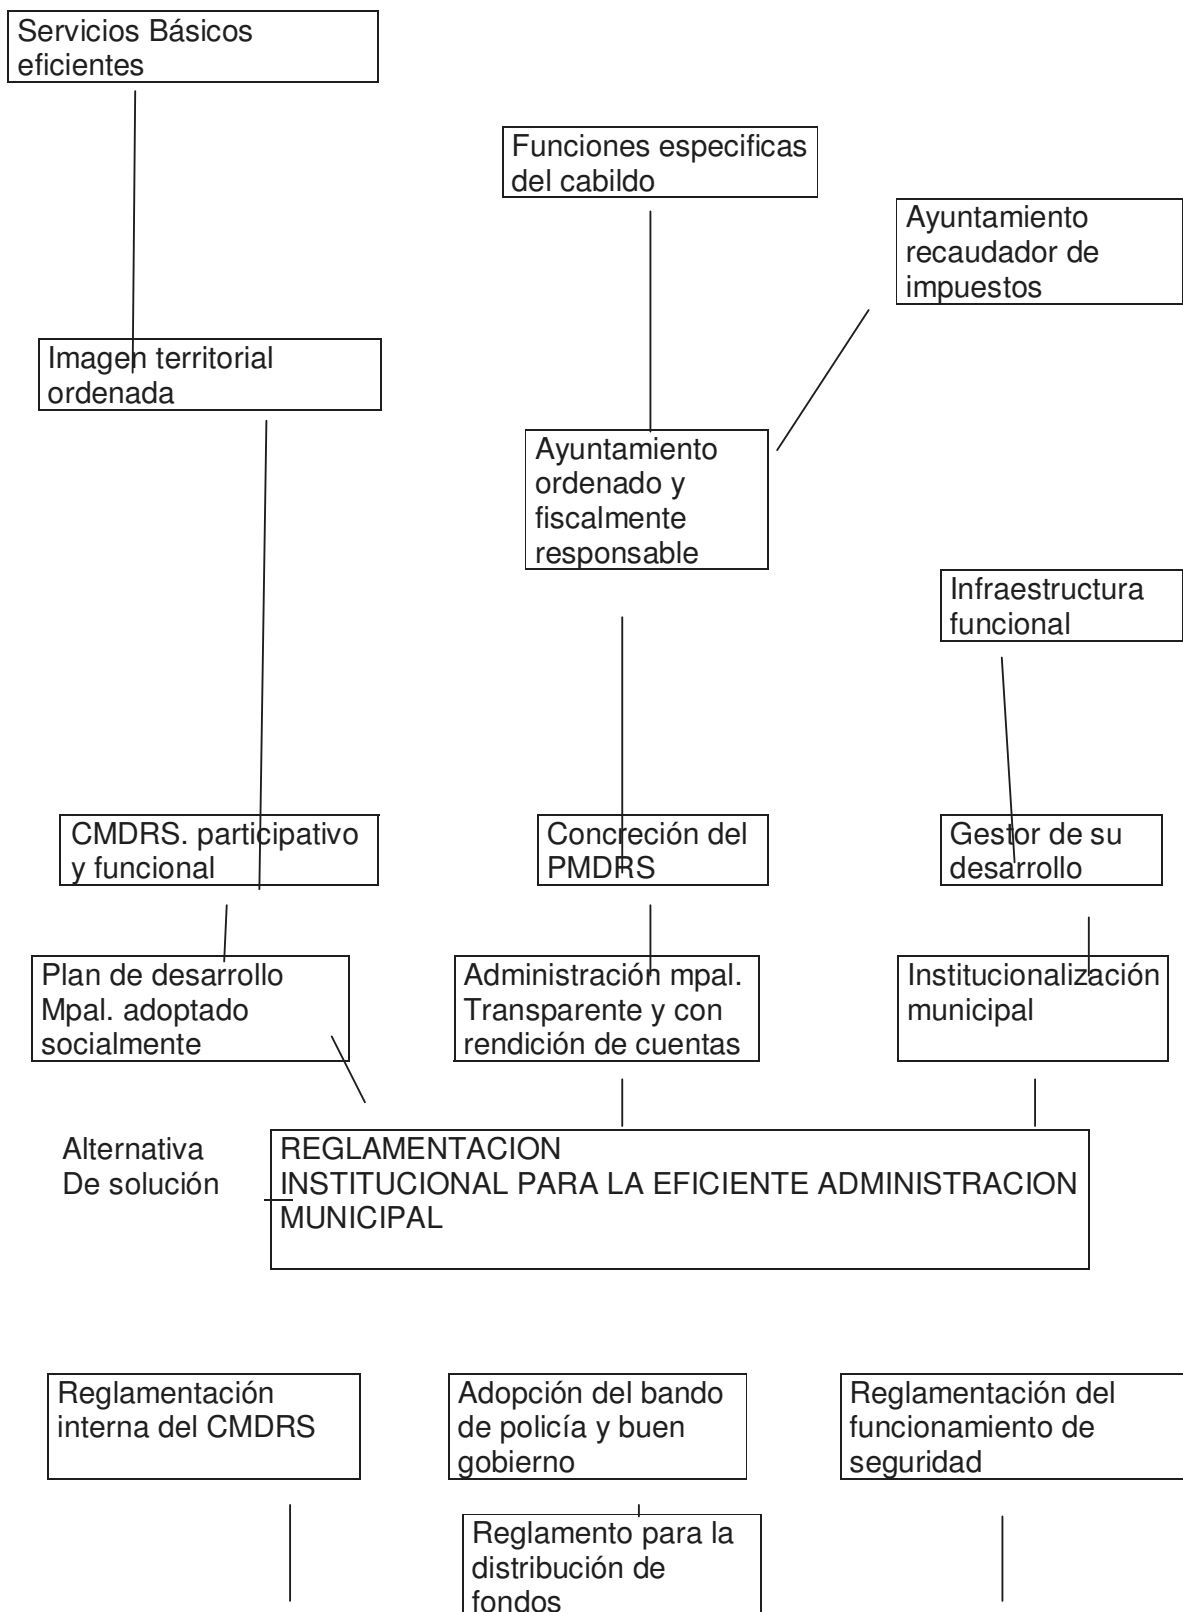 Servicios Básicos
eficientes
Funciones especificas
del cabildo
Ayuntamiento
recaudador de
impuestos
Imagen territorial
ordenada
Ayuntamiento
ordenado y
fiscalmente
responsable
Infraestructura
funcional
CMDRS. participativo
y funcional
Concreción del
PMDRS
Gestor de su
desarrollo
Plan de desarrollo
Mpal. adoptado
socialmente
Administración mpal.
Transparente y con
rendición de cuentas
Institucionalización
municipal
Alternativa
De solución
REGLAMENTACION
INSTITUCIONAL PARA LA EFICIENTE ADMINISTRACION
MUNICIPAL
Reglamentación
interna del CMDRS
Adopción del bando
de policía y buen
gobierno
Reglamentación del
funcionamiento de
seguridad
Reglamento para la
distribución de
fondos